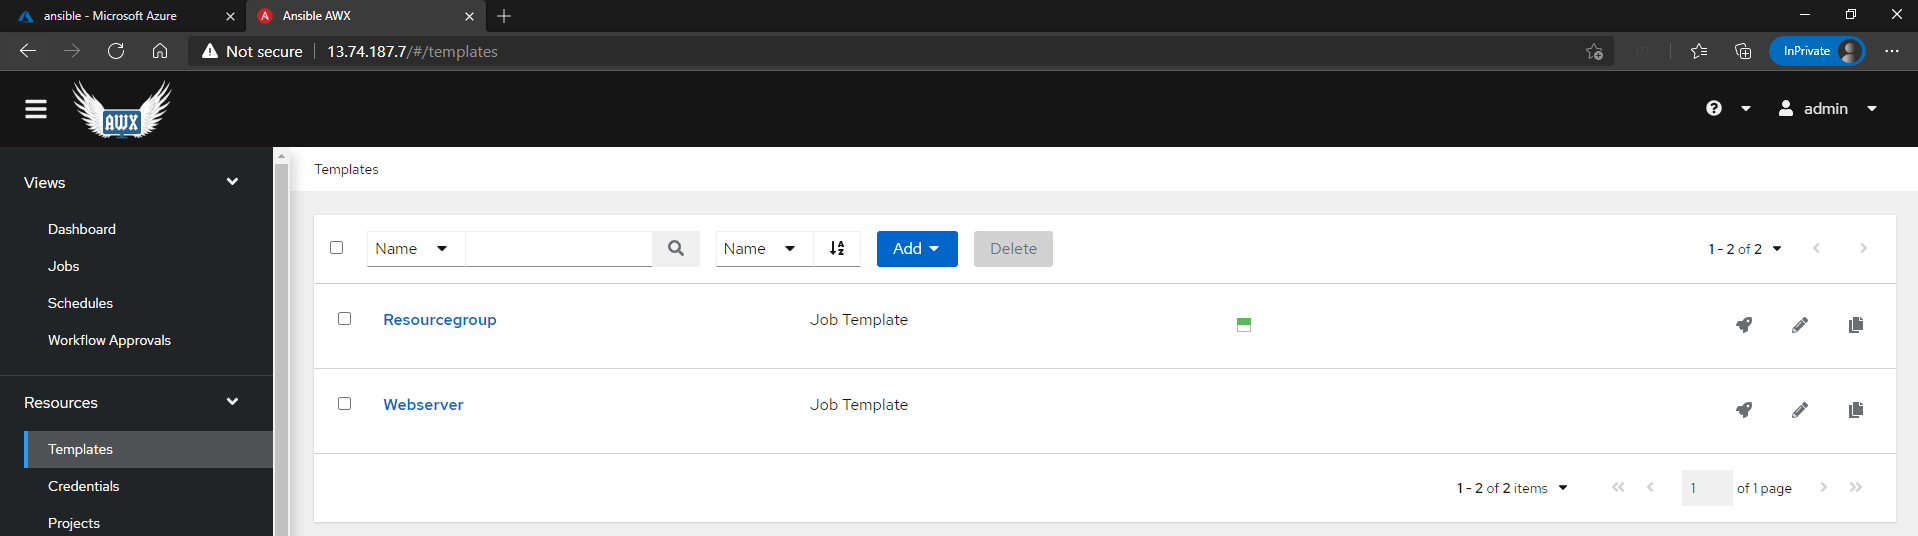 ansible - Microsoft Azure
Ansible AWX
Not secure 13.74.187.7/#/templates
InPrivate
AWX
admin
Views
Dashboard
Jobs
Schedules
Workflow Approvals
Resources
Templates
Credentials
Projects
Templates
Name Name Add Delete 1 - 2 of 2
Resourcegroup Job Template
Webserver Job Template
1 - 2 of 2 items 1 of 1 page